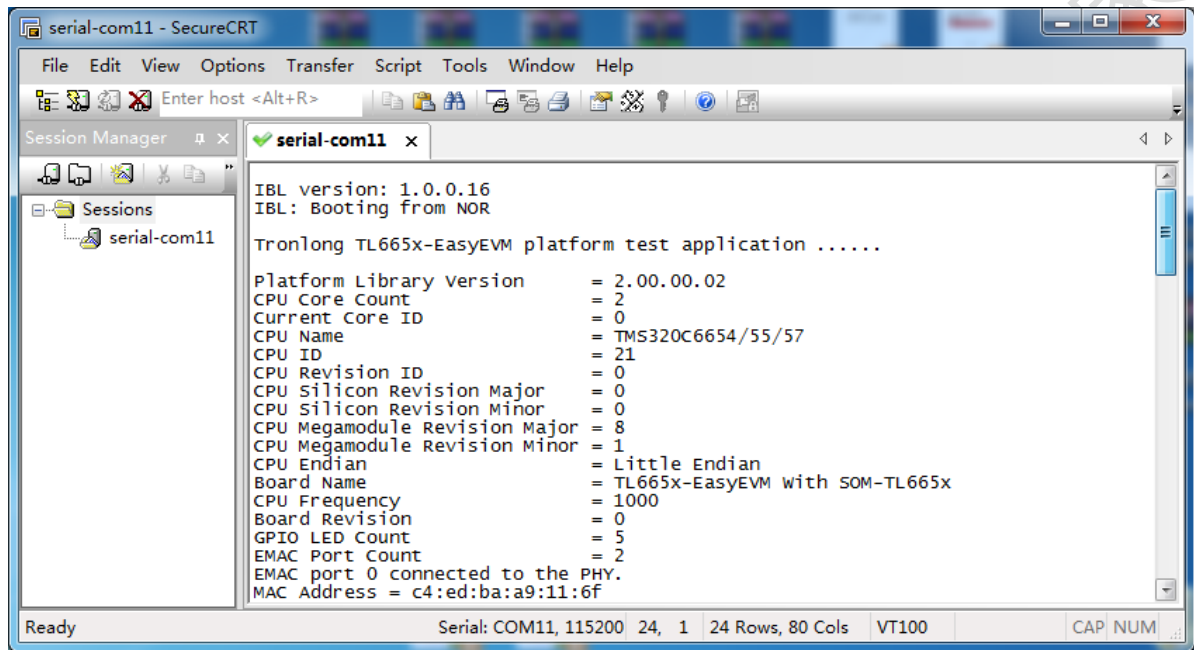 serial-com11 - SecureCRT
File Edit View Options Transfer Script Tools Window Help
Enter host <Alt+R>
Session Manager
serial-com11
Sessions
serial-com11
IBL version: 1.0.0.16
IBL: Booting from NOR
Tronlong TL665x-EasyEVM platform test application ......
Platform Library Version = 2.00.00.02
CPU Core Count = 2
Current Core ID = 0
CPU Name = TMS320C6654/55/57
CPU ID = 21
CPU Revision ID = 0
CPU Silicon Revision Major = 0
CPU Silicon Revision Minor = 0
CPU Megamodule Revision Major = 8
CPU Megamodule Revision Minor = 1
CPU Endian = Little Endian
Board Name = TL665x-EasyEVM With SOM-TL665x
CPU Frequency = 1000
Board Revision = 0
GPIO LED Count = 5
EMAC Port Count = 2
EMAC port 0 connected to the PHY.
MAC Address = c4:ed:ba:a9:11:6f
Ready Serial: COM11, 115200 24, 1 24 Rows, 80 Cols VT100 CAP NUM